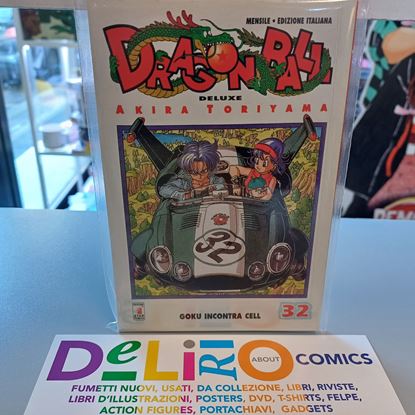 MENSILE • EDIZIONE ITALIANA
DRAGON BALL
DELUXE
AKIRA TORIYAMA
32
GOKU INCONTRA CELL
32
DELIRIO ABOUT COMICS
FUMETTI NUOVI, USATI, DA COLLEZIONE, LIBRI, RIVISTE,
LIBRI D'ILLUSTRAZIONI, POSTERS, DVD, T-SHIRTS, FELPE,
ACTION FIGURES, PORTACHIAVI, GADGETS